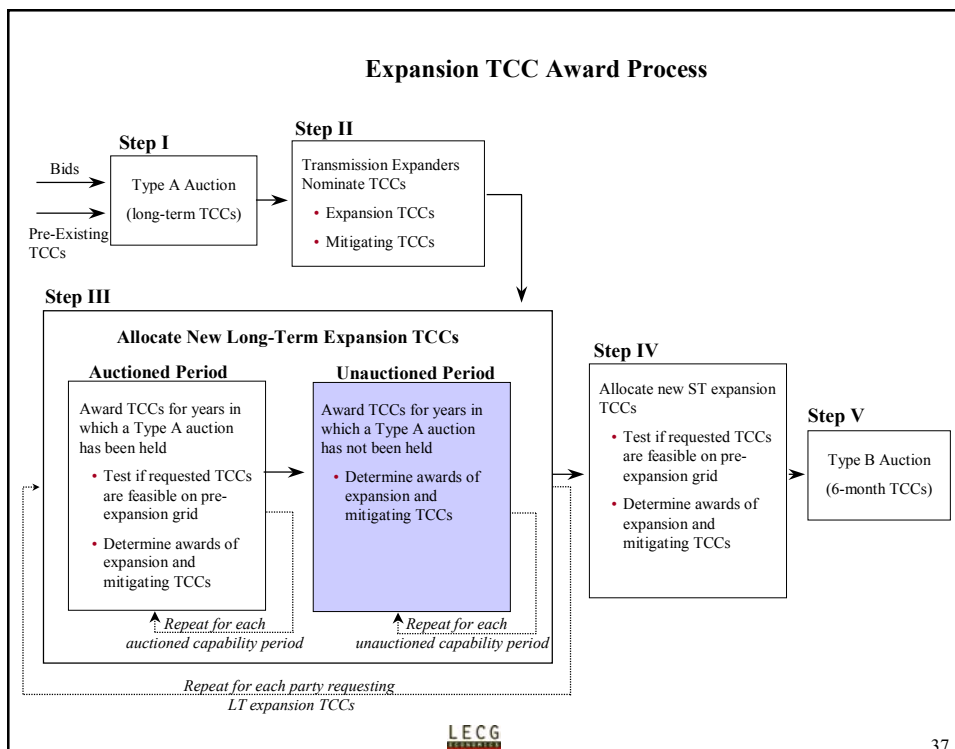 Expansion TCC Award Process
Step I
Bids
Pre-Existing
TCCs
Type A Auction
(long-term TCCs)
Step II
Transmission Expanders
Nominate TCCs
• Expansion TCCs
• Mitigating TCCs
Step III
Allocate New Long-Term Expansion TCCs
Auctioned Period
Award TCCs for years in
which a Type A auction
has been held
• Test if requested TCCs
are feasible on pre-
expansion grid
• Determine awards of
expansion and
mitigating TCCs
Repeat for each
auctioned capability period
Unauctioned Period
Award TCCs for years in
which a Type A auction
has not been held
• Determine awards of
expansion and
mitigating TCCs
Repeat for each
unauctioned capability period
Repeat for each party requesting
LT expansion TCCs
Step IV
Allocate new ST expansion
TCCs
• Test if requested TCCs
are feasible on pre-
expansion grid
• Determine awards of
expansion and
mitigating TCCs
Step V
Type B Auction
(6-month TCCs)
LECG
ECONOMICS
37